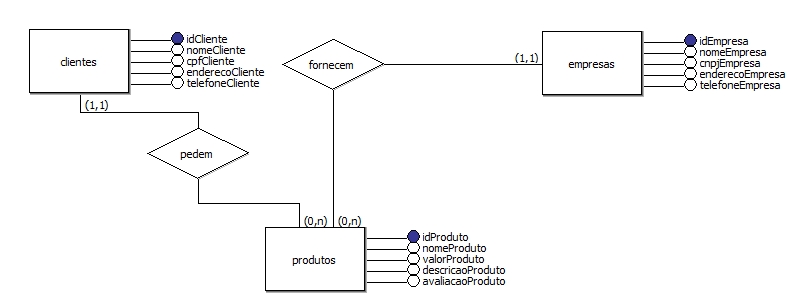 clientes
idCliente
nomeCliente
cpfCliente
enderecoCliente
telefoneCliente
(1,1)
pedem
fornecem
(1,1)
empresas
idEmpresa
nomeEmpresa
cnpjEmpresa
enderecoEmpresa
telefoneEmpresa
(0,n)
(0,n)
produtos
idProduto
nomeProduto
valorProduto
descricaoProduto
avaliacaoProduto